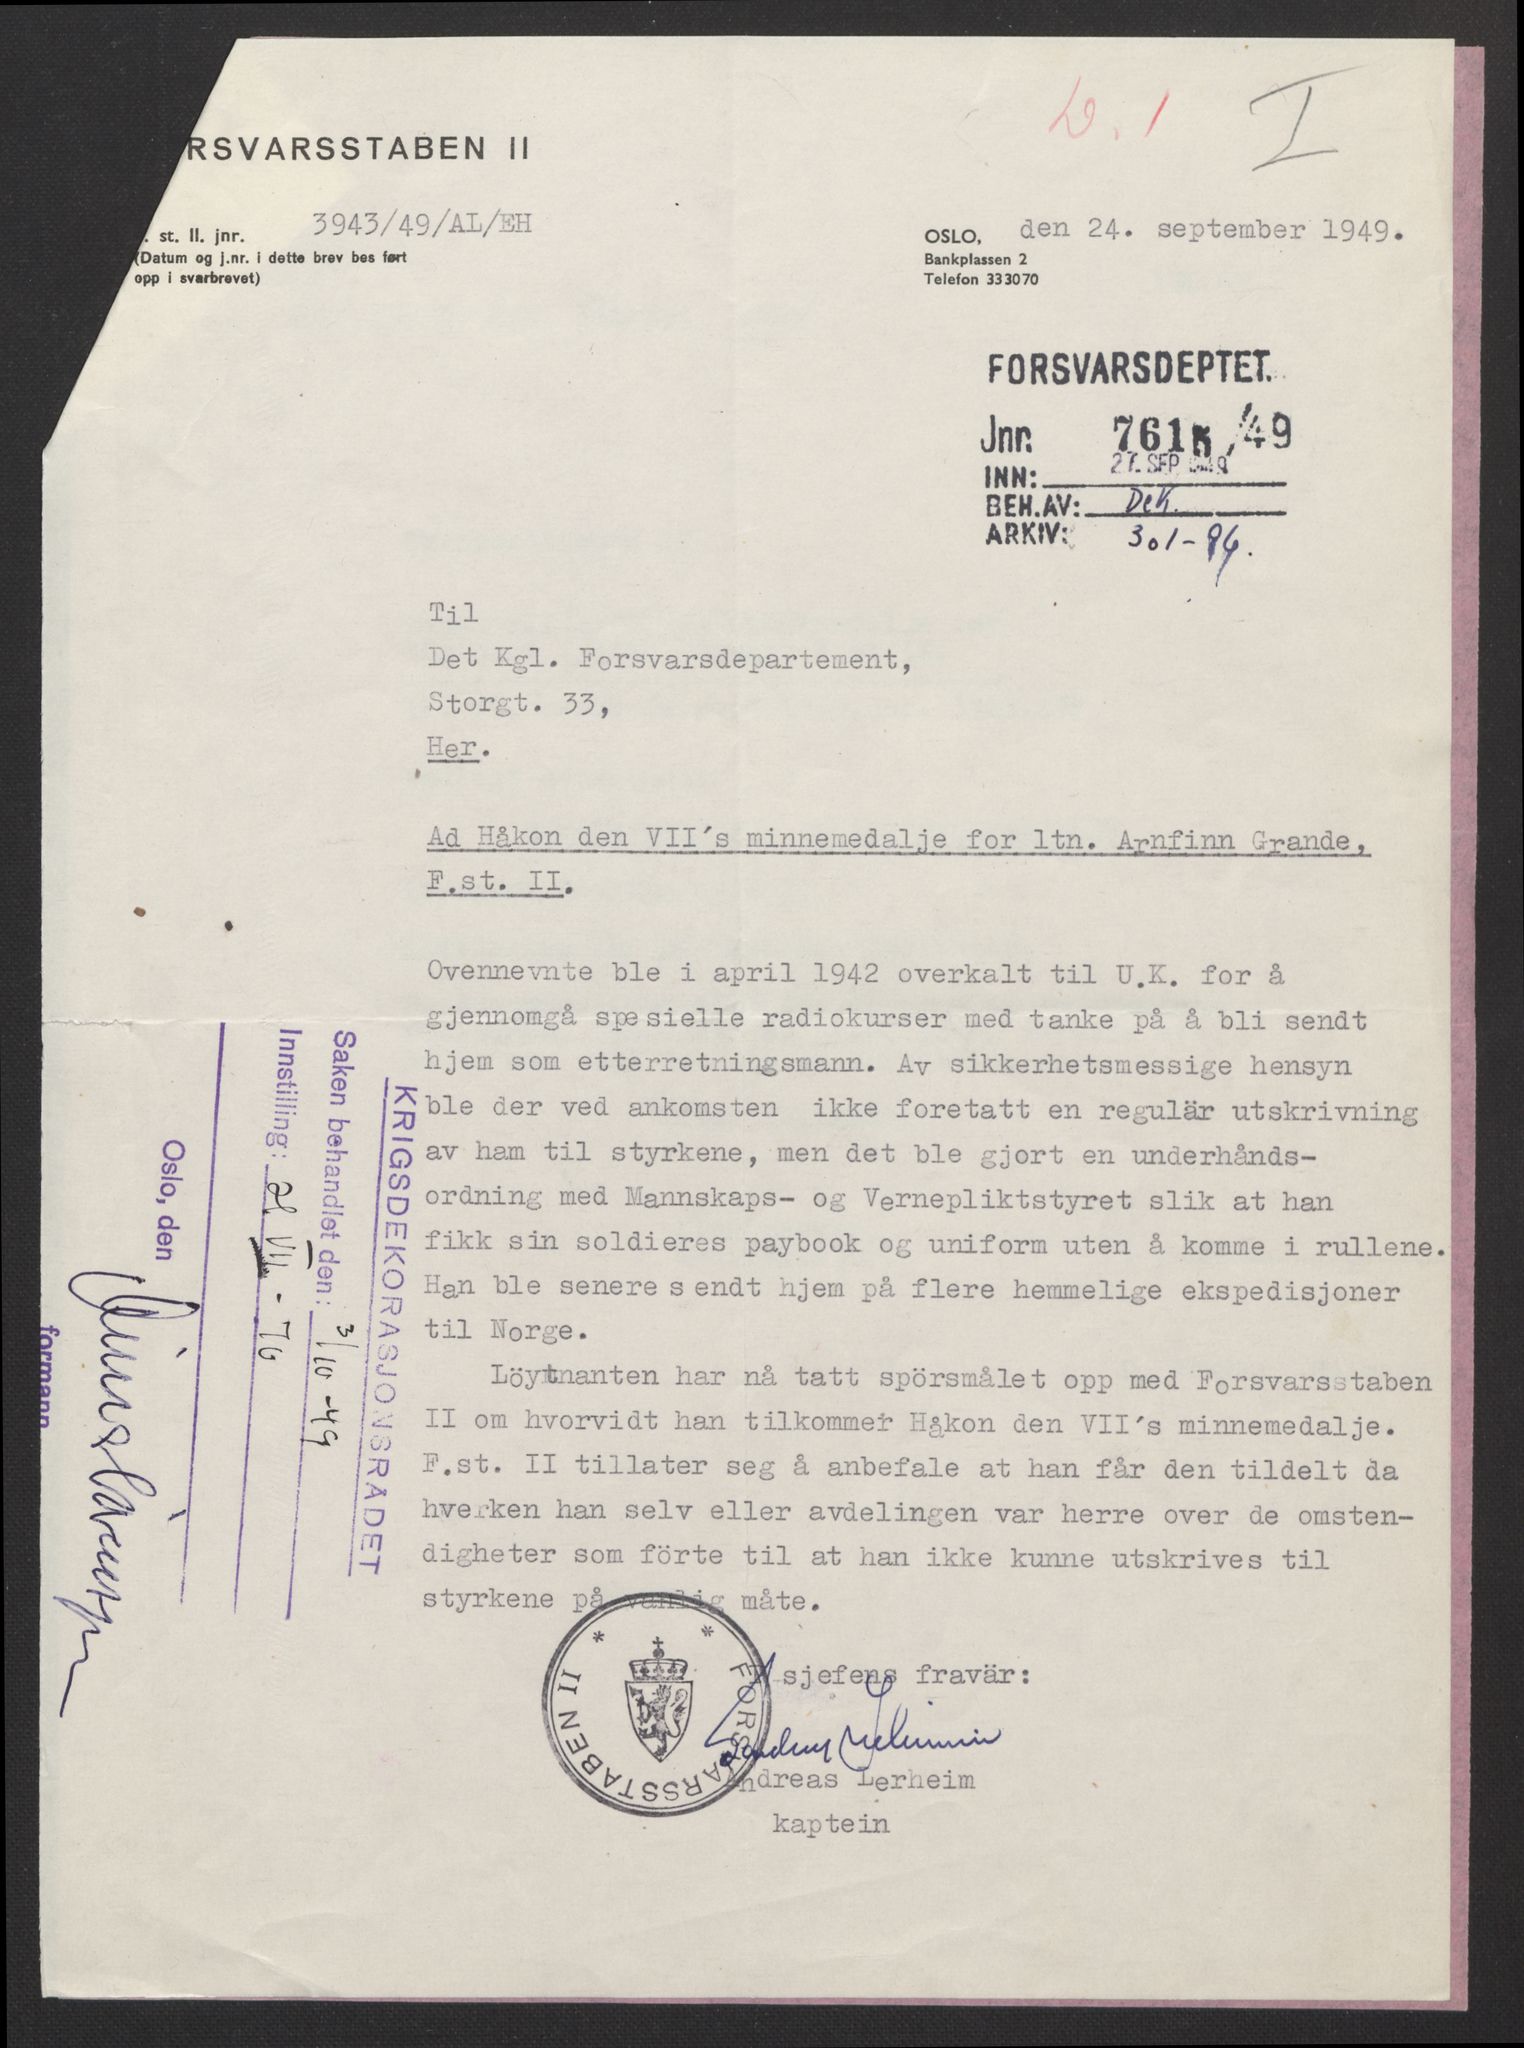 RSVARSSTABEN II
. st. II. jnr. 3943/49/AL/EH
(Datum og j.nr. i dette brev bes ført
opp i svarbrevet)
I
OSLO, den 24. september 1949.
Bankplassen 2
Telefon 333070
FORSVARSDEPTET.
Jnr. 7615/49
INN: 27. SEP 1949
BEH.AV: Dek.
ARKIV: 301-
Til
Det Kgl. Forsvarsdepartement,
Storgt. 33,
Her.
Ad Håkon den VII's minnemedalje for ltn. Arnfinn Grande,
F.st. II.
Ovennevnte ble i april 1942 overkalt til U.K. for å
gjennomgå spesielle radiokurser med tanke på å bli sendt
hjem som etterretningsmann. Av sikkerhetsmessige hensyn
ble der ved ankomsten ikke foretatt en regulär utskrivning
av ham til styrkene, men det ble gjort en underhånds-
ordning med Mannskaps- og Vernepliktstyret slik at han
fikk sin soldieres paybook og uniform uten å komme i rullene.
Han ble senere sendt hjem på flere hemmelige ekspedisjoner
til Norge.
Löytnanten har nå tatt spörsmålet opp med Forsvarsstaben
II om hvorvidt han tilkommer Håkon den VII's minnemedalje.
F.st. II tillater seg å anbefale at han får den tildelt da
hverken han selv eller avdelingen var herre over de omsten-
digheter som förte til at han ikke kunne utskrives til
styrkene på vanlig måte.
sjefens fravär:
Andreas Lerheim
kaptein
FORSVARSSTABEN II
KRIGSDEKORASJONSRÅDET
Saken behandlet den: 3/10-49
Innstilling: VII - 70
Oslo, den
formann